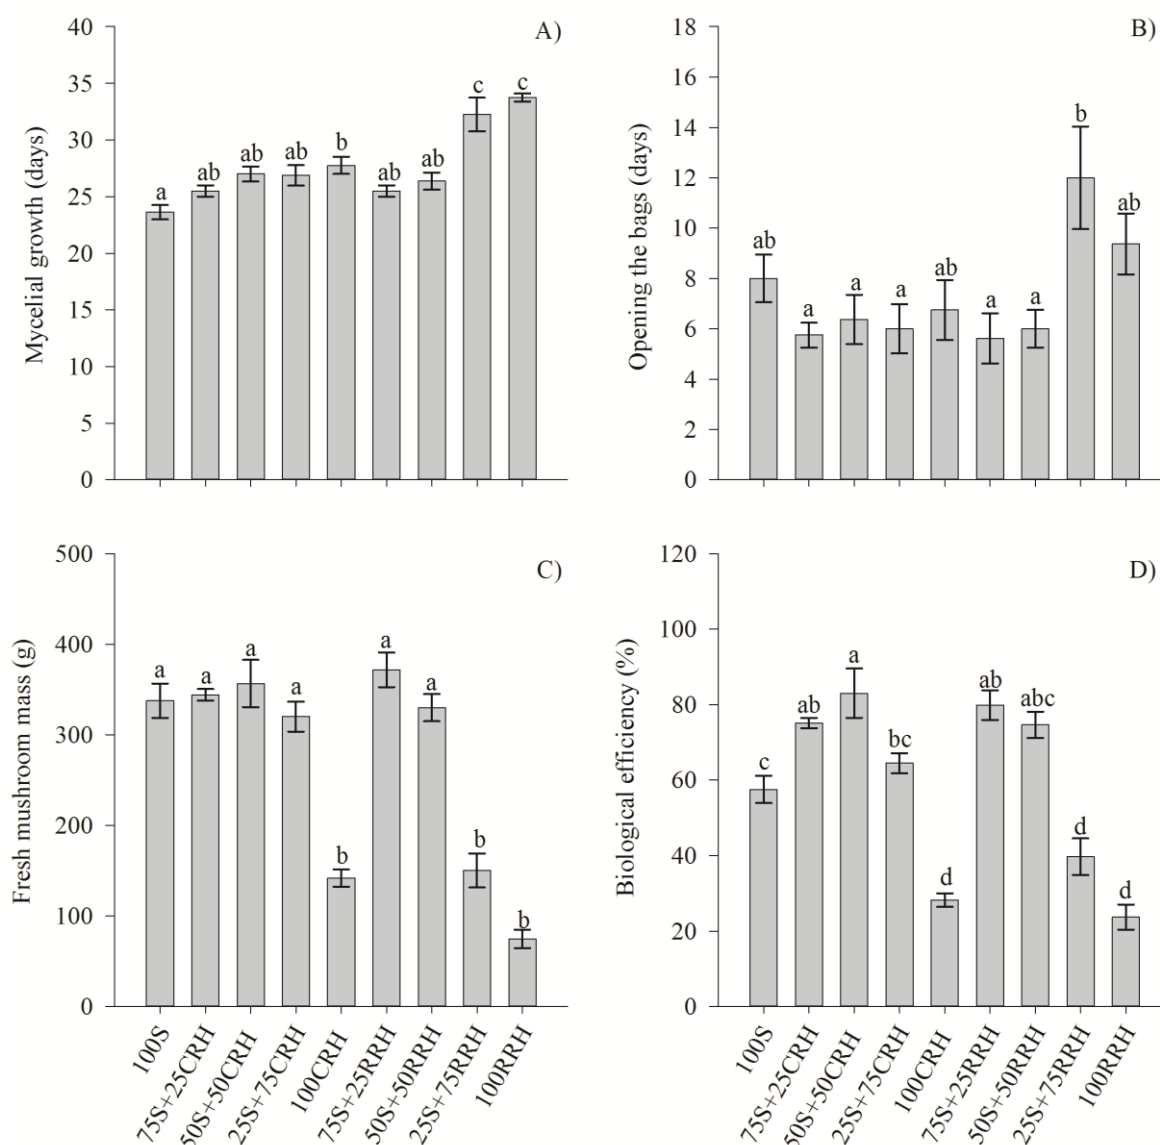 A)
Mycelial growth (days)
40
35
30
25
20
15
10
5
0
a
ab
ab
ab
b
ab
ab
c
c
B)
Opening the bags (days)
18
16
14
12
10
8
6
4
2
0
ab
a
a
a
ab
a
a
b
ab
C)
Fresh mushroom mass (g)
500
400
300
200
100
0
a
a
a
a
b
a
a
b
b
100S
75S+25CRH
50S+50CRH
25S+75CRH
100CRH
75S+25RRH
50S+50RRH
25S+75RRH
100RRH
D)
Biological efficiency (%)
120
100
80
60
40
20
0
c
ab
a
bc
d
ab
abc
d
d
100S
75S+25CRH
50S+50CRH
25S+75CRH
100CRH
75S+25RRH
50S+50RRH
25S+75RRH
100RRH